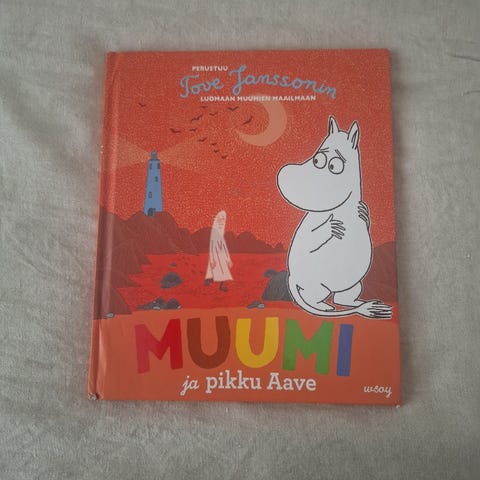 PERUSTUU
Tove Janssonin
LUOMAAN MUUMIEN MAAILMAAN
MUUMI
ja pikku Aave
wsoy